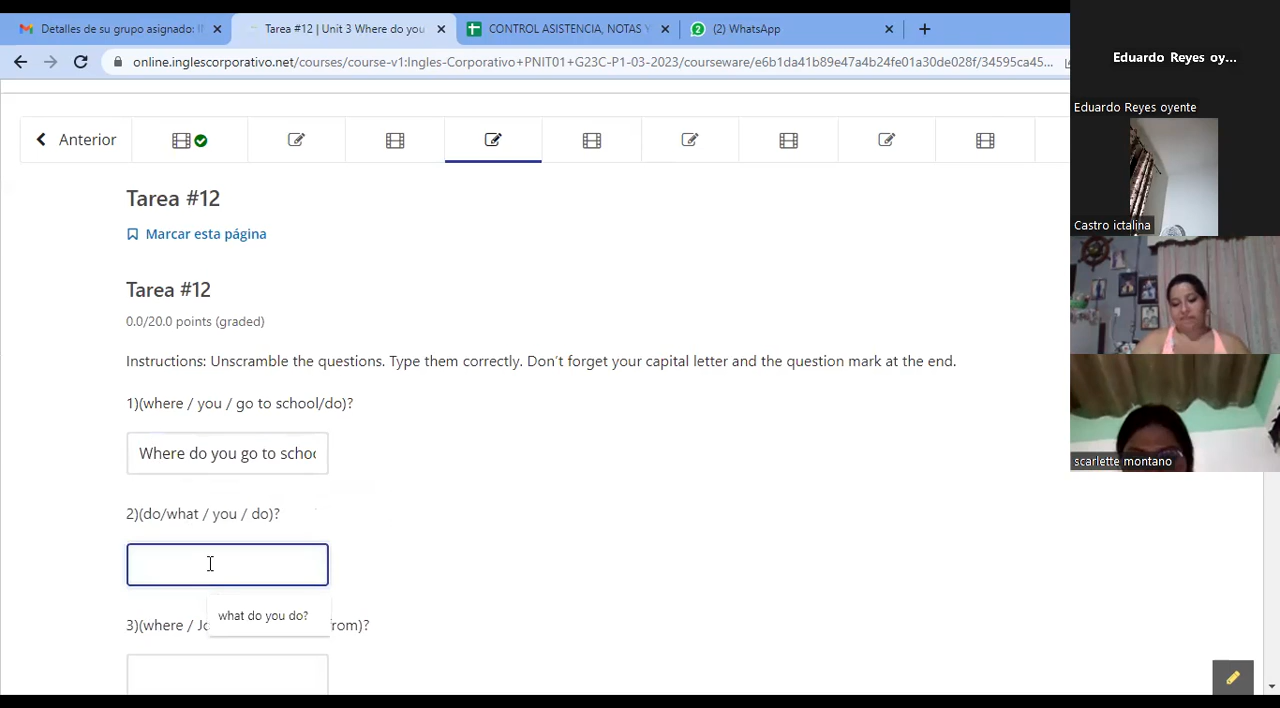 Detalles de su grupo asignado: I
Tarea #12 | Unit 3 Where do you
CONTROL ASISTENCIA, NOTAS Y
2
(2) WhatsApp
online.inglescorporativo.net/courses/course-v1:Ingles-Corporativo+PNIT01+G23C-P1-03-2023/courseware/e6b1da41b89e47a4b24fe01a30de028f/34595ca45...
Anterior
Tarea #12
Marcar esta página
Tarea #12
0.0/20.0 points (graded)
Instructions: Unscramble the questions. Type them correctly. Don't forget your capital letter and the question mark at the end.
1)(where / you / go to school/do)?
Where do you go to schoo
2)(do/what / you / do)?
what do you do?
3)(where / Jo rom)?
Eduardo Reyes oy...
Eduardo Reyes oyente
Castro ictalina
scarlette montano